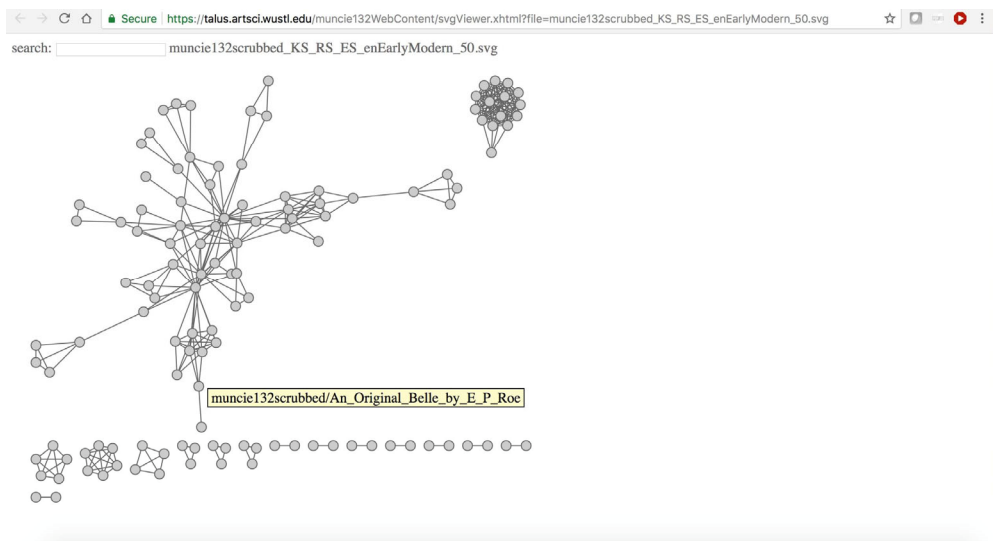 Secure https://talus.artsci.wustl.edu/muncie132WebContent/svgViewer.xhtml?file=muncie132scrubbed_KS_RS_ES_enEarlyModern_50.svg
search: muncie132scrubbed_KS_RS_ES_enEarlyModern_50.svg
muncie132scrubbed/An_Original_Belle_by_E_P_Roe